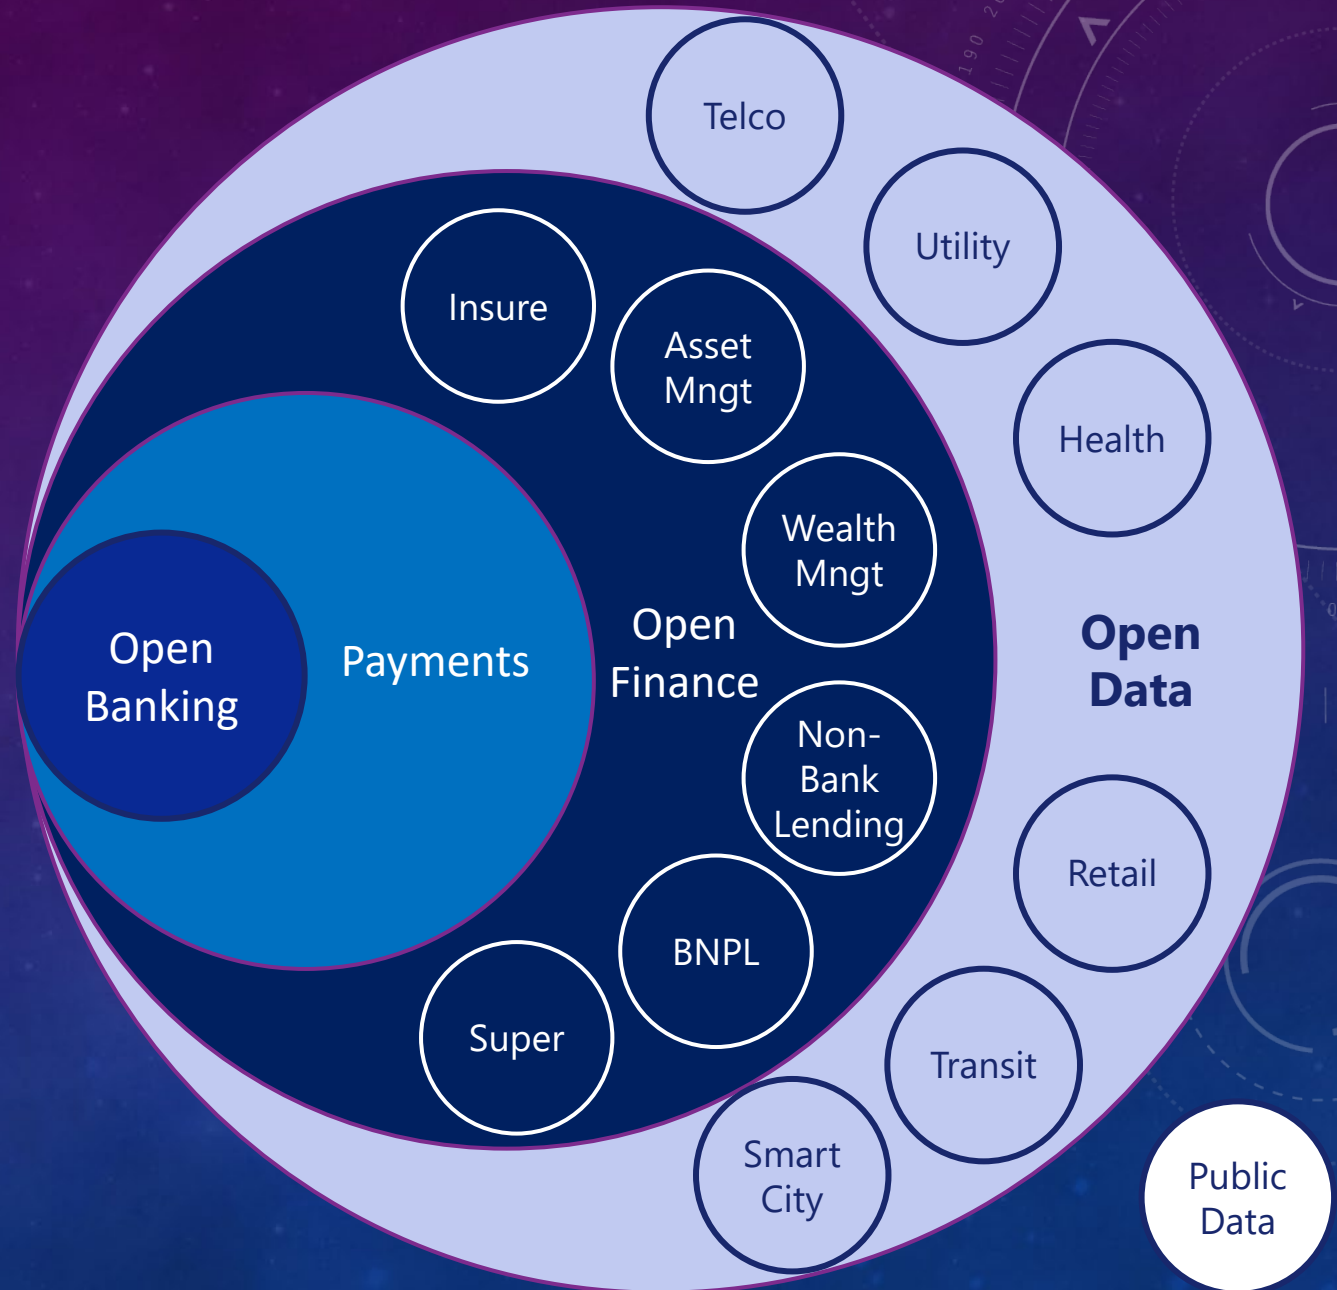 Telco
Utility
Insure
Asset
Mngt
Health
Wealth
Mngt
Open
Banking
Payments
Open
Finance
Open
Data
Non-
Bank
Lending
Retail
BNPL
Super
Transit
Smart
City
Public
Data
190